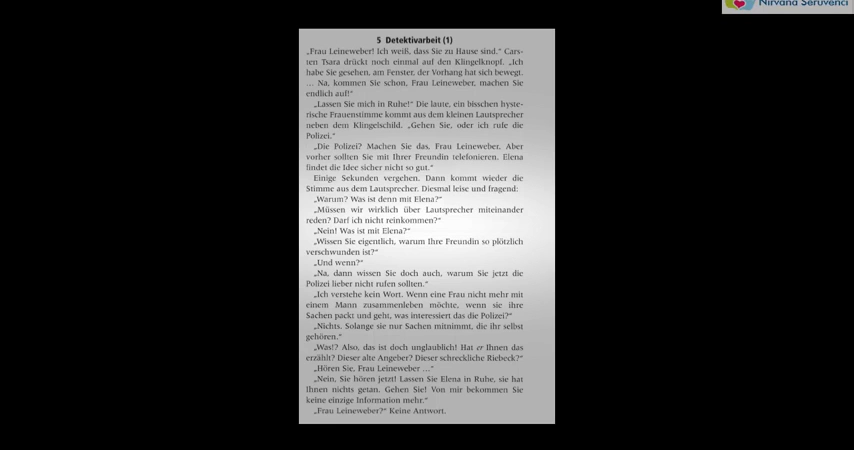 Nirvana Serüvenci
5 Detektivarbeit (1)
„Frau Leineweber! Ich weiß, dass Sie zu Hause sind.“ Cars-
ten Tsara drückt noch einmal auf den Klingelknopf. „Ich
habe Sie gesehen, am Fenster, der Vorhang hat sich bewegt.
… Na, kommen Sie schon, Frau Leineweber, machen Sie
endlich auf!“
„Lassen Sie mich in Ruhe!“ Die laute, ein bisschen hyste-
rische Frauenstimme kommt aus dem kleinen Lautsprecher
neben dem Klingelschild. „Gehen Sie, oder ich rufe die
Polizei.“
„Die Polizei? Machen Sie das, Frau Leineweber. Aber
vorher sollten Sie mit Ihrer Freundin telefonieren. Elena
findet die Idee sicher nicht so gut.“
Einige Sekunden vergehen. Dann kommt wieder die
Stimme aus dem Lautsprecher. Diesmal leise und fragend:
„Warum? Was ist denn mit Elena?“
„Müssen wir wirklich über Lautsprecher miteinander
reden? Darf ich nicht reinkommen?“
„Nein! Was ist mit Elena?“
„Wissen Sie eigentlich, warum Ihre Freundin so plötzlich
verschwunden ist?“
„Und wenn?“
„Na, dann wissen Sie doch auch, warum Sie jetzt die
Polizei lieber nicht rufen sollten.“
„Ich verstehe kein Wort. Wenn eine Frau nicht mehr mit
einem Mann zusammenleben möchte, wenn sie ihre
Sachen packt und geht, was interessiert das die Polizei?“
„Nichts. Solange sie nur Sachen mitnimmt, die ihr selbst
gehören.“
„Was!? Also, das ist doch unglaublich! Hat er Ihnen das
erzählt? Dieser alte Angeber? Dieser schreckliche Riebeck?“
„Hören Sie, Frau Leineweber …“
„Nein, Sie hören jetzt! Lassen Sie Elena in Ruhe, sie hat
Ihnen nichts getan. Gehen Sie! Von mir bekommen Sie
keine einzige Information mehr.“
„Frau Leineweber?“ Keine Antwort.